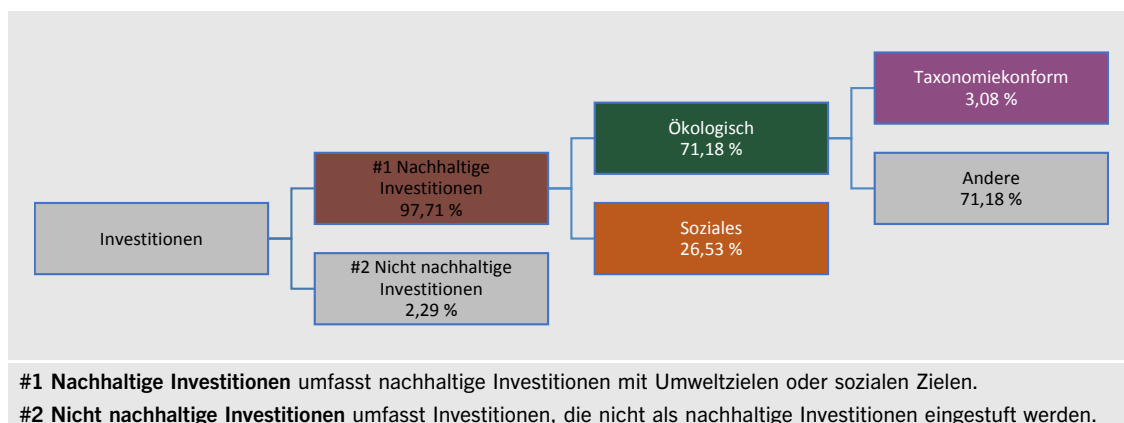 Investitionen
#1 Nachhaltige
Investitionen
97,71 %
#2 Nicht nachhaltige
Investitionen
2,29 %
Ökologisch
71,18 %
Soziales
26,53 %
Taxonomiekonform
3,08 %
Andere
71,18 %
#1 Nachhaltige Investitionen umfasst nachhaltige Investitionen mit Umweltzielen oder sozialen Zielen.
#2 Nicht nachhaltige Investitionen umfasst Investitionen, die nicht als nachhaltige Investitionen eingestuft werden.